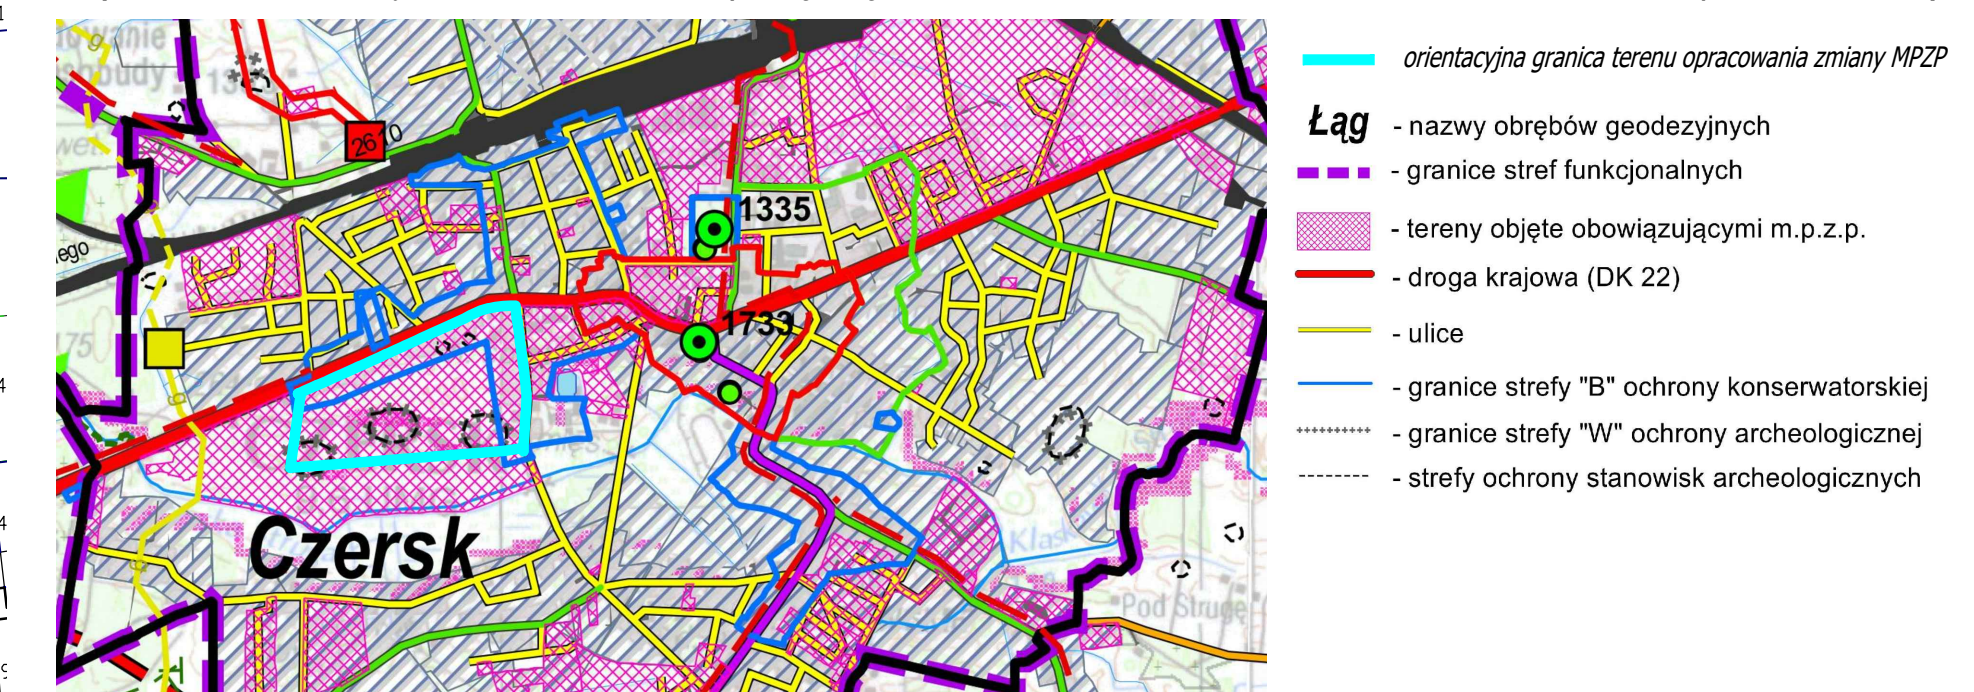 orientacyjna granica terenu opracowania zmiany MPZP
Łąg - nazwy obrębów geodezyjnych
- granice stref funkcjonalnych
- tereny objęte obowiązującymi m.p.z.p.
- droga krajowa (DK 22)
- ulice
- granice strefy "B" ochrony konserwatorskiej
- granice strefy "W" ochrony archeologicznej
- strefy ochrony stanowisk archeologicznych
2610
1335
1733
Czersk
Pod Strugę